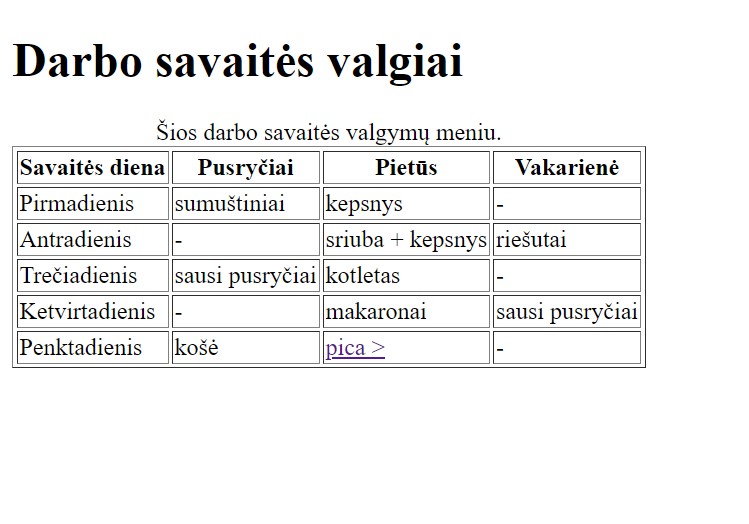 Darbo savaitės valgiai
Šios darbo savaitės valgymų meniu.
Savaitės diena Pusryčiai Pietūs Vakarienė
Pirmadienis sumuštiniai kepsnys -
Antradienis - sriuba + kepsnys riešutai
Trečiadienis sausi pusryčiai kotletas -
Ketvirtadienis - makaronai sausi pusryčiai
Penktadienis košė pica > -